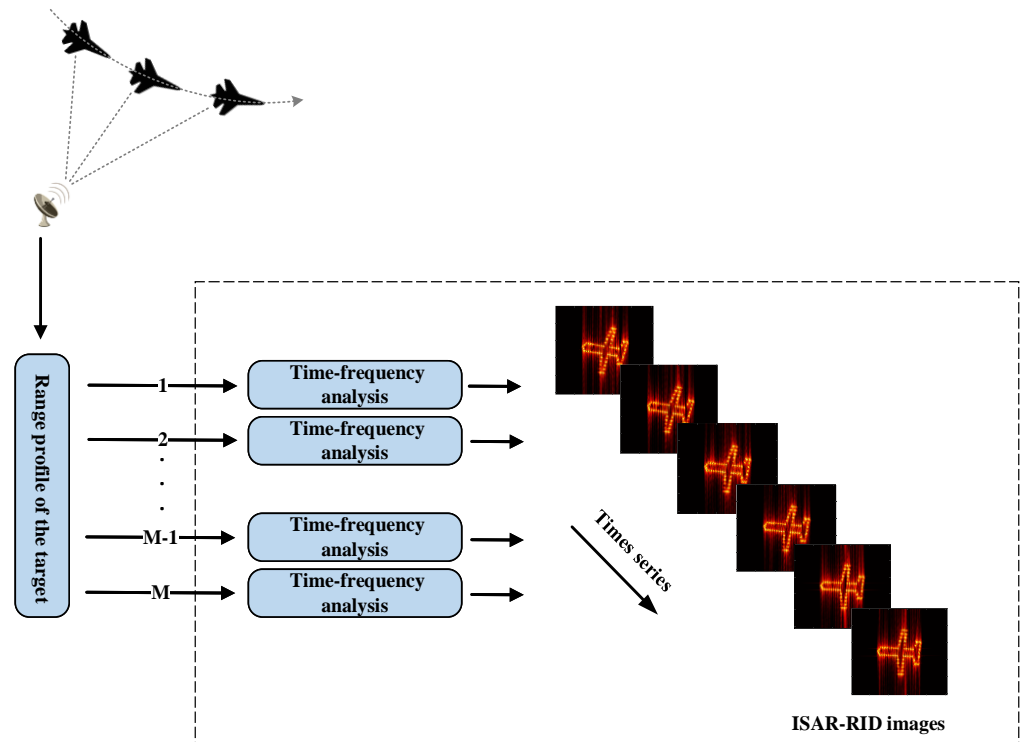 Range profile of the target
1
Time-frequency
analysis
2
Time-frequency
analysis
M-1
Time-frequency
analysis
M
Time-frequency
analysis
Times series
ISAR-RID images